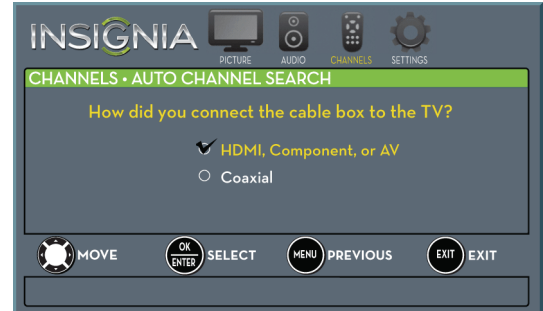 INSIGNIA
PICTURE AUDIO CHANNELS SETTINGS
CHANNELS • AUTO CHANNEL SEARCH
How did you connect the cable box to the TV?
HDMI, Component, or AV
Coaxial
MOVE OK ENTER SELECT MENU PREVIOUS EXIT EXIT